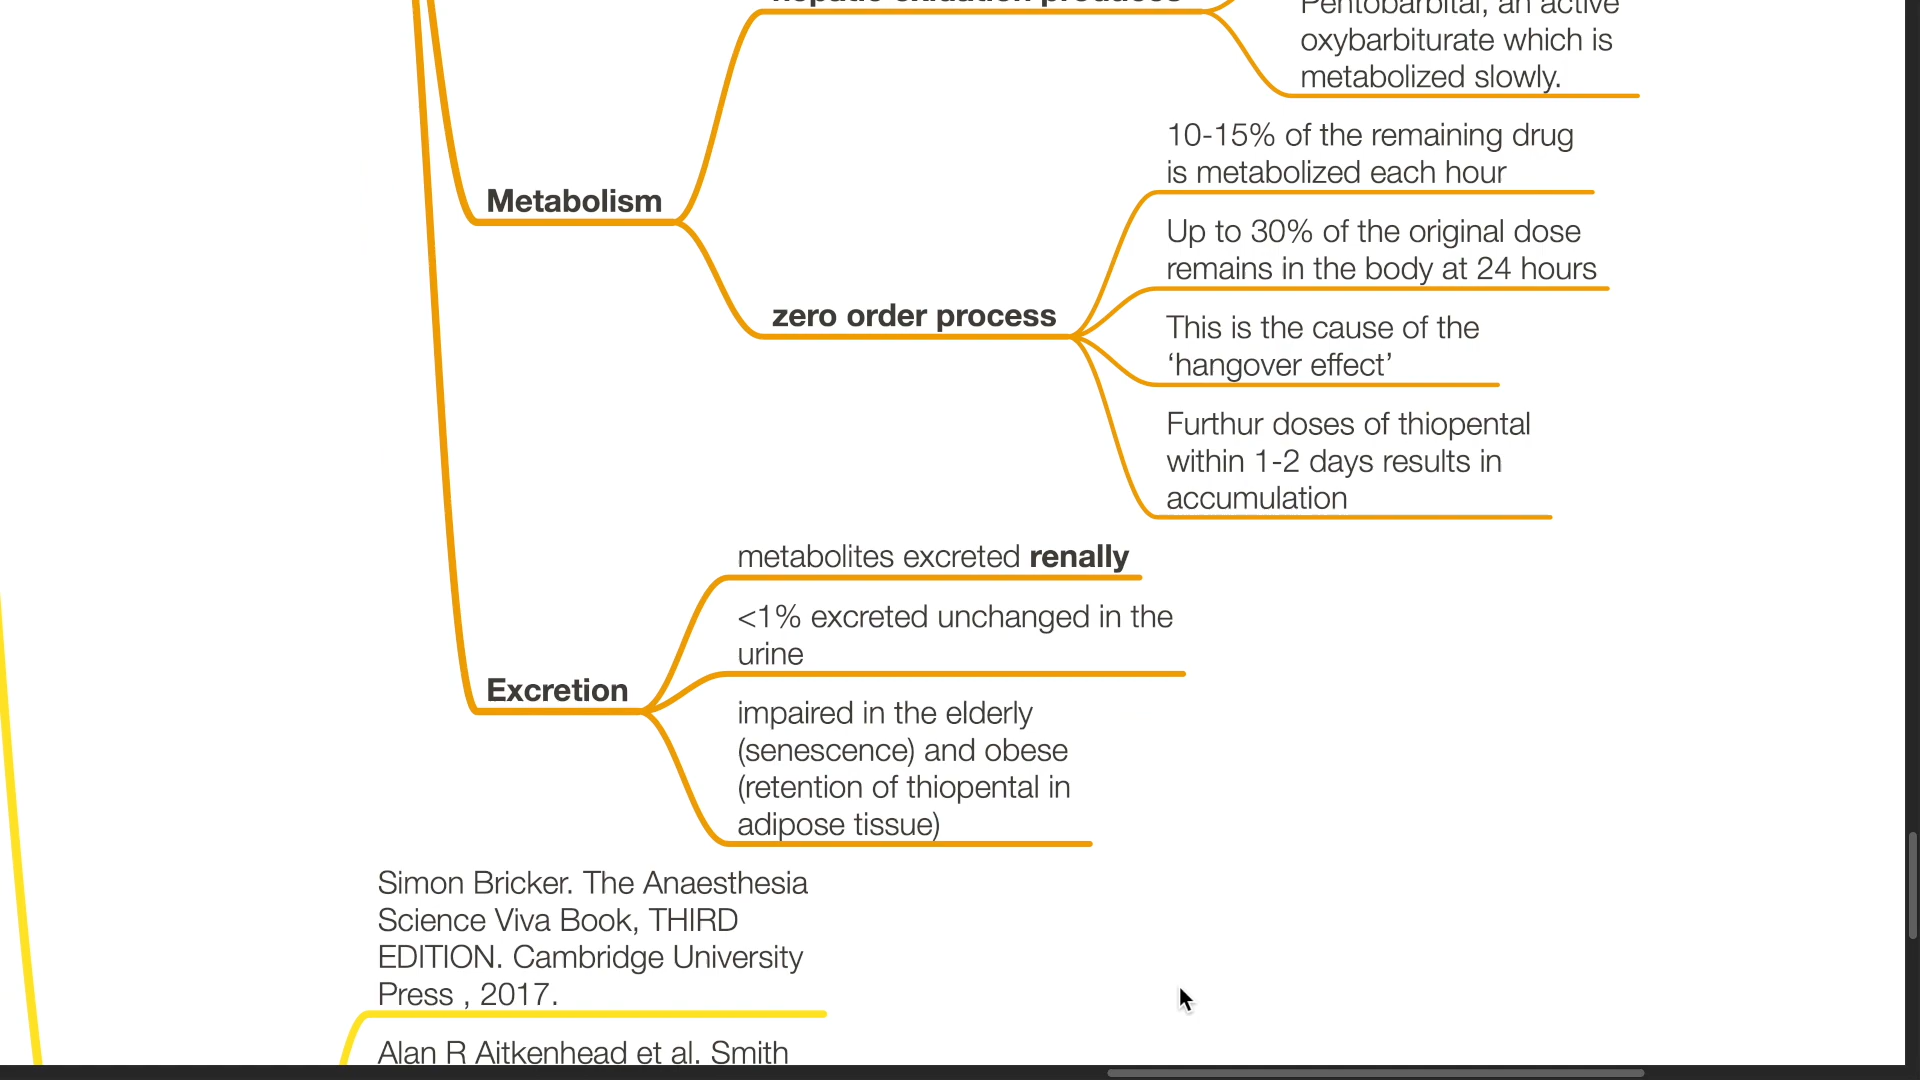 hepatic oxidation produces
Pentobarbital, an active
oxybarbiturate which is
metabolized slowly.
10-15% of the remaining drug
is metabolized each hour
Metabolism
Up to 30% of the original dose
remains in the body at 24 hours
zero order process
This is the cause of the
‘hangover effect’
Furthur doses of thiopental
within 1-2 days results in
accumulation
metabolites excreted renally
<1% excreted unchanged in the
urine
Excretion
impaired in the elderly
(senescence) and obese
(retention of thiopental in
adipose tissue)
Simon Bricker. The Anaesthesia
Science Viva Book, THIRD
EDITION. Cambridge University
Press , 2017.
Alan R Aitkenhead et al. Smith